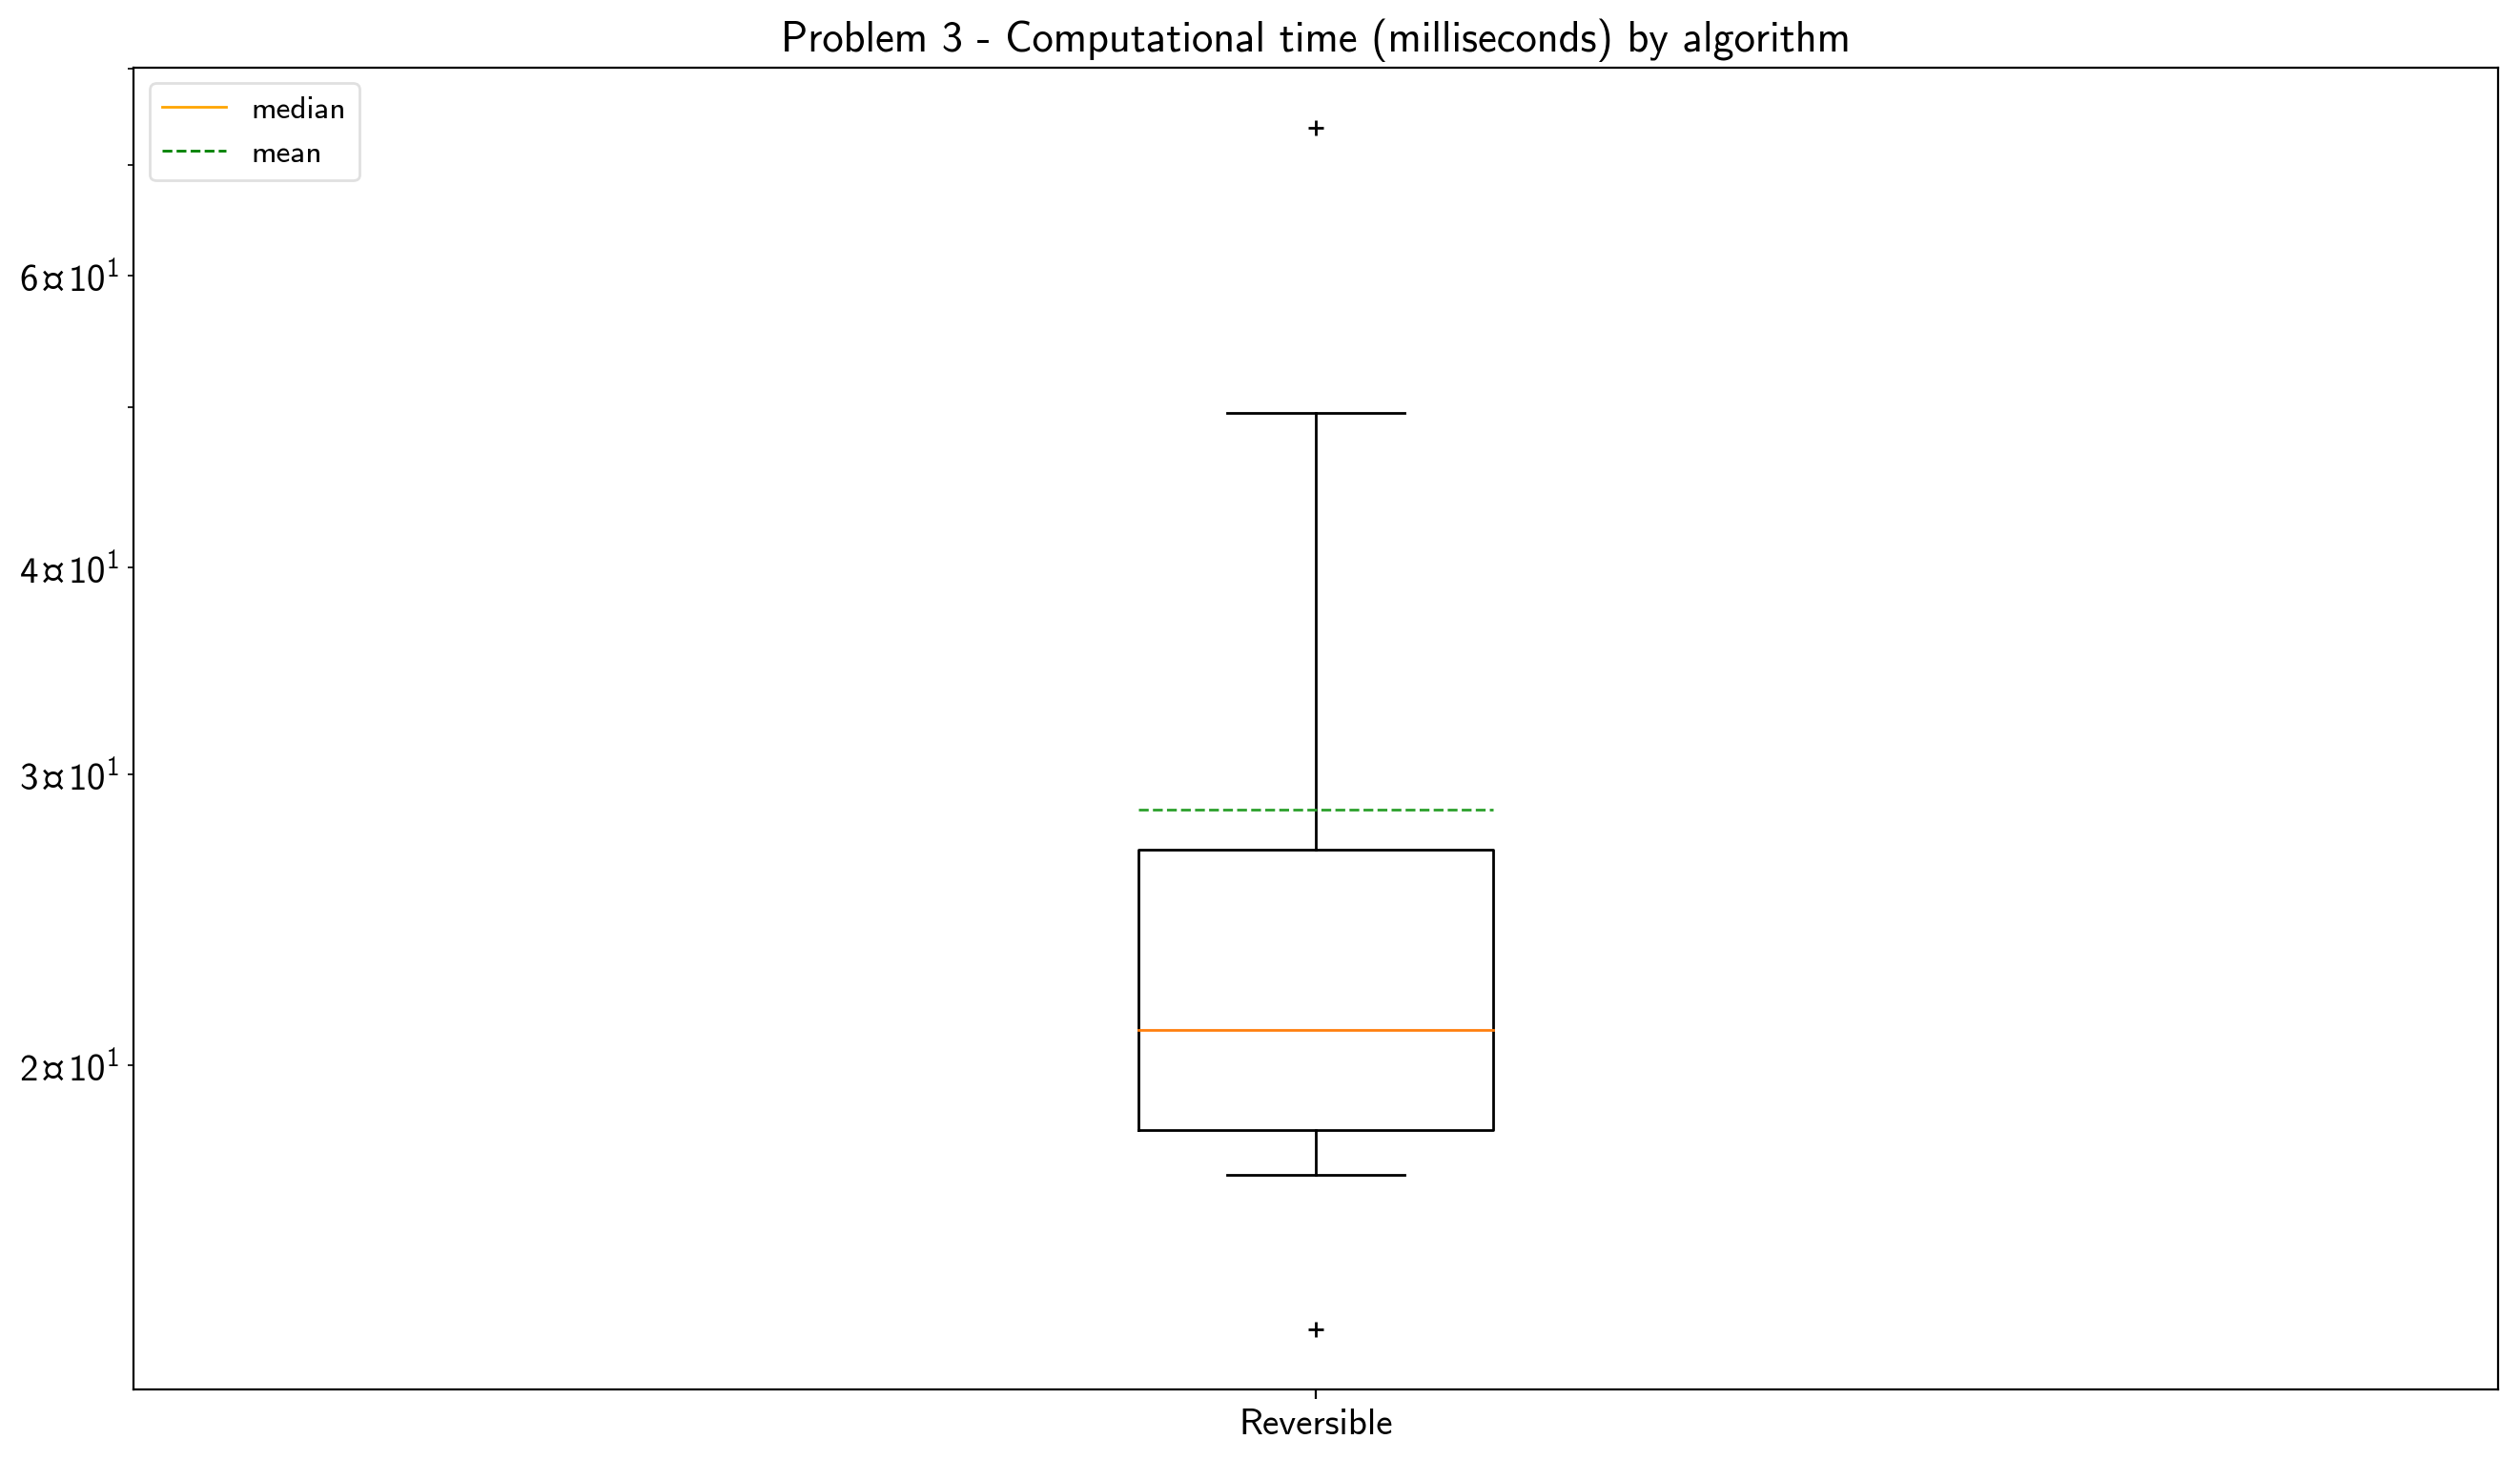 Problem 3 - Computational time (milliseconds) by algorithm
median
mean
6¤10¹
4¤10¹
3¤10¹
2¤10¹
Reversible